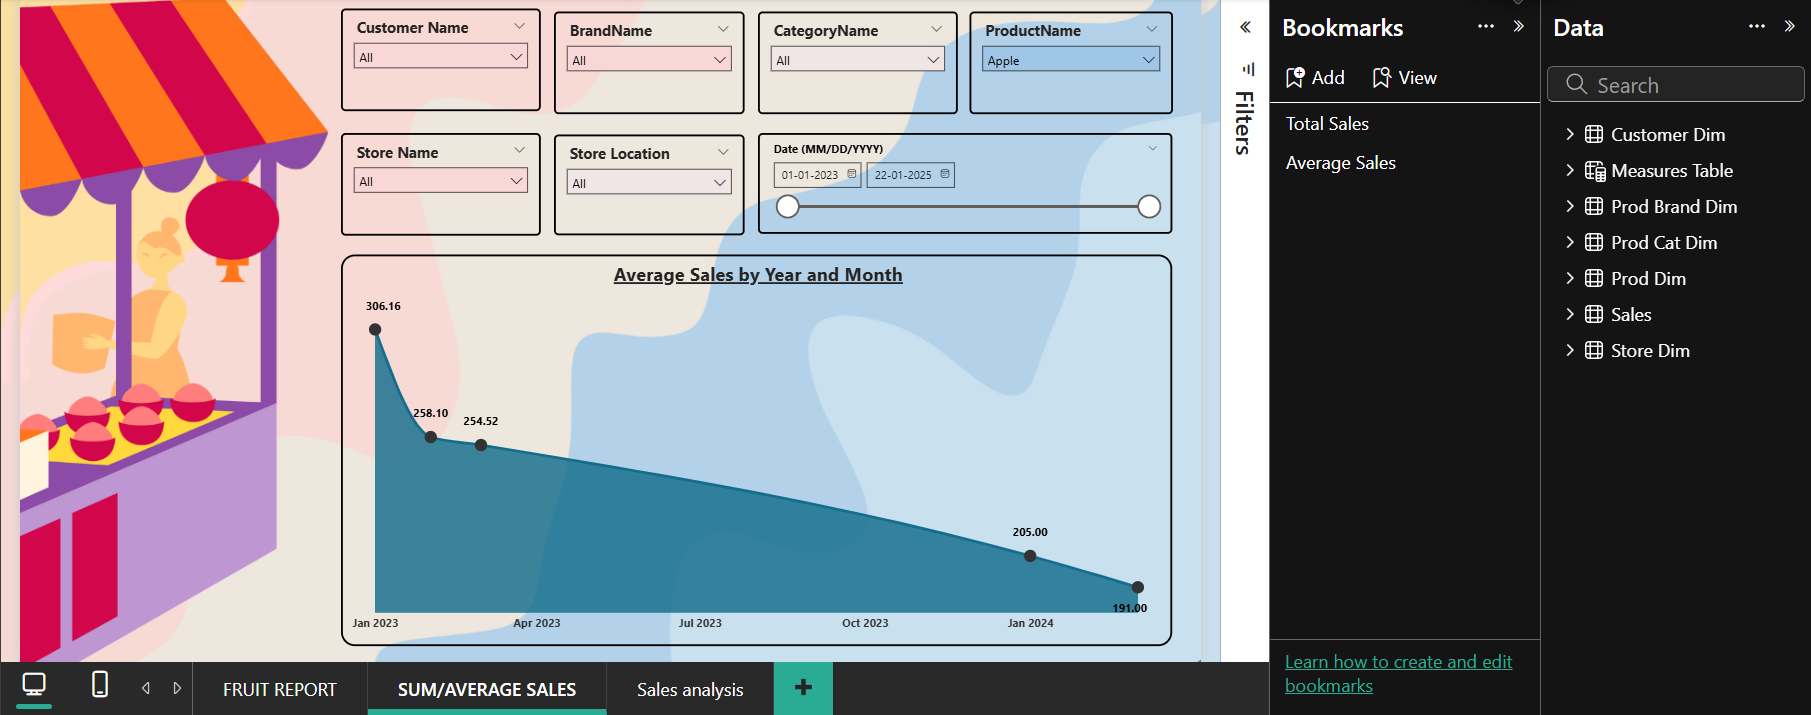 Customer Name
All
BrandName
All
CategoryName
All
ProductName
Apple
Store Name
All
Store Location
All
Date (MM/DD/YYYY)
01-01-2023 22-01-2025
Average Sales by Year and Month
306.16
258.10
254.52
205.00
191.00
Jan 2023 Apr 2023 Jul 2023 Oct 2023 Jan 2024
Filters
Bookmarks
Add View
Total Sales
Average Sales
Learn how to create and edit
bookmarks
Data
Search
Customer Dim
Measures Table
Prod Brand Dim
Prod Cat Dim
Prod Dim
Sales
Store Dim
FRUIT REPORT SUM/AVERAGE SALES Sales analysis